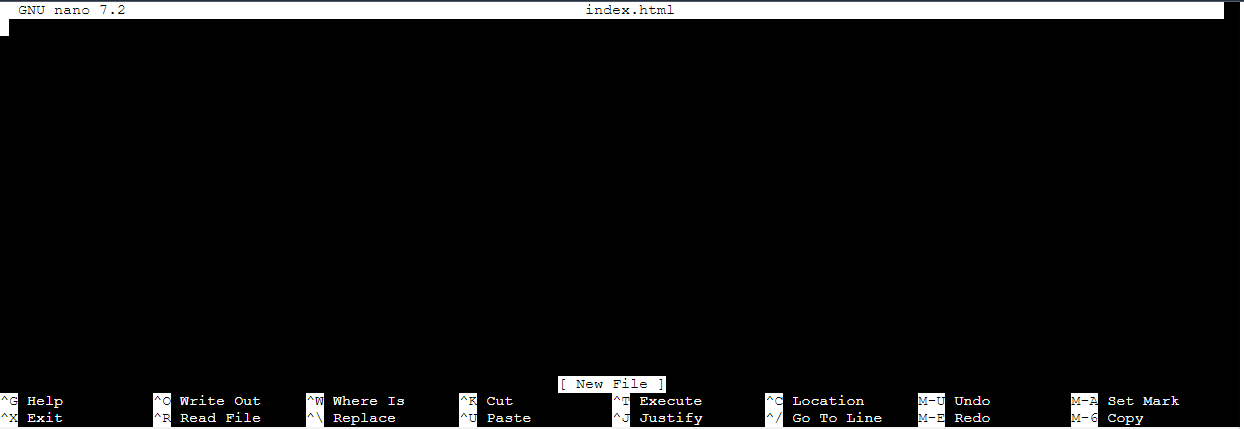 GNU nano 7.2 index.html
[ New File ]
^G Help ^O Write Out ^W Where Is ^K Cut ^T Execute ^C Location M-U Undo M-A Set Mark
^X Exit ^R Read File ^\ Replace ^U Paste ^J Justify ^/ Go To Line M-E Redo M-6 Copy